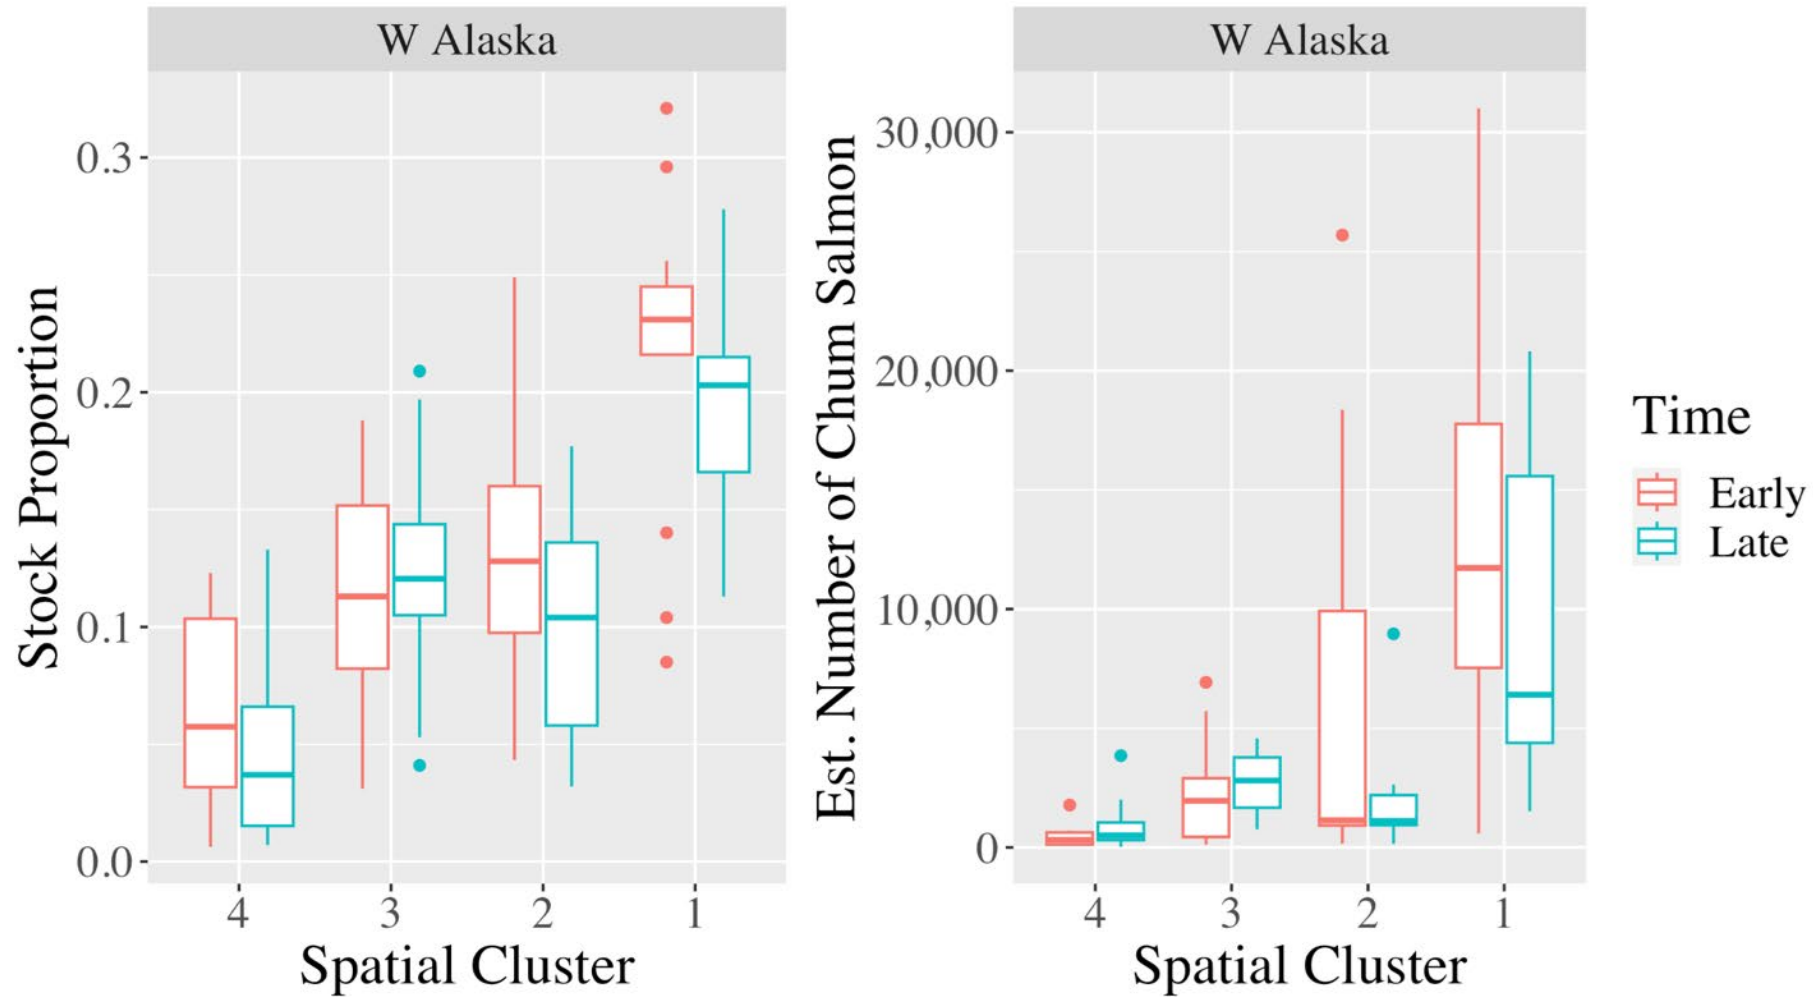 W Alaska
Stock Proportion
0.3
0.2
0.1
0.0
4 3 2 1
Spatial Cluster
W Alaska
Est. Number of Chum Salmon
30,000
20,000
10,000
0
4 3 2 1
Spatial Cluster
Time
Early
Late